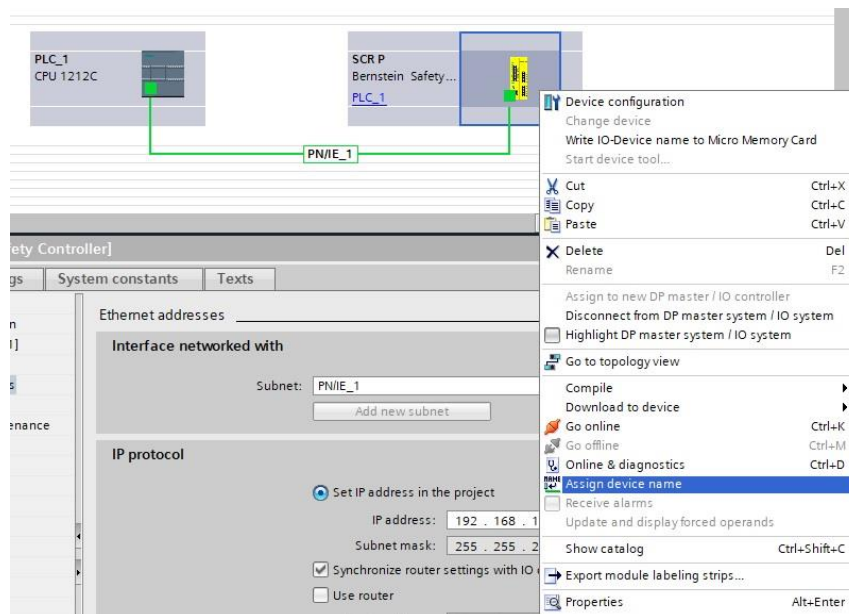 PLC_1
CPU 1212C
SCR P
Bernstein Safety...
PLC_1
PN/IE_1
Device configuration
Change device
Write IO-Device name to Micro Memory Card
Start device tool...
Cut Ctrl+X
Copy Ctrl+C
Paste Ctrl+V
Delete Del
Rename F2
Assign to new DP master / IO controller
Disconnect from DP master system / IO system
Highlight DP master system / IO system
Go to topology view
Compile
Download to device
Go online Ctrl+K
Go offline Ctrl+M
Online & diagnostics Ctrl+D
Assign device name
Receive alarms
Update and display forced operands
Show catalog Ctrl+Shift+C
Export module labeling strips...
Properties Alt+Enter
ety Controller]
gs System constants Texts
Ethernet addresses
Interface networked with
Subnet: PN/IE_1
Add new subnet
enance
IP protocol
Set IP address in the project
IP address: 192 . 168 . 1
Subnet mask: 255 . 255 . 2
Synchronize router settings with IO
Use router